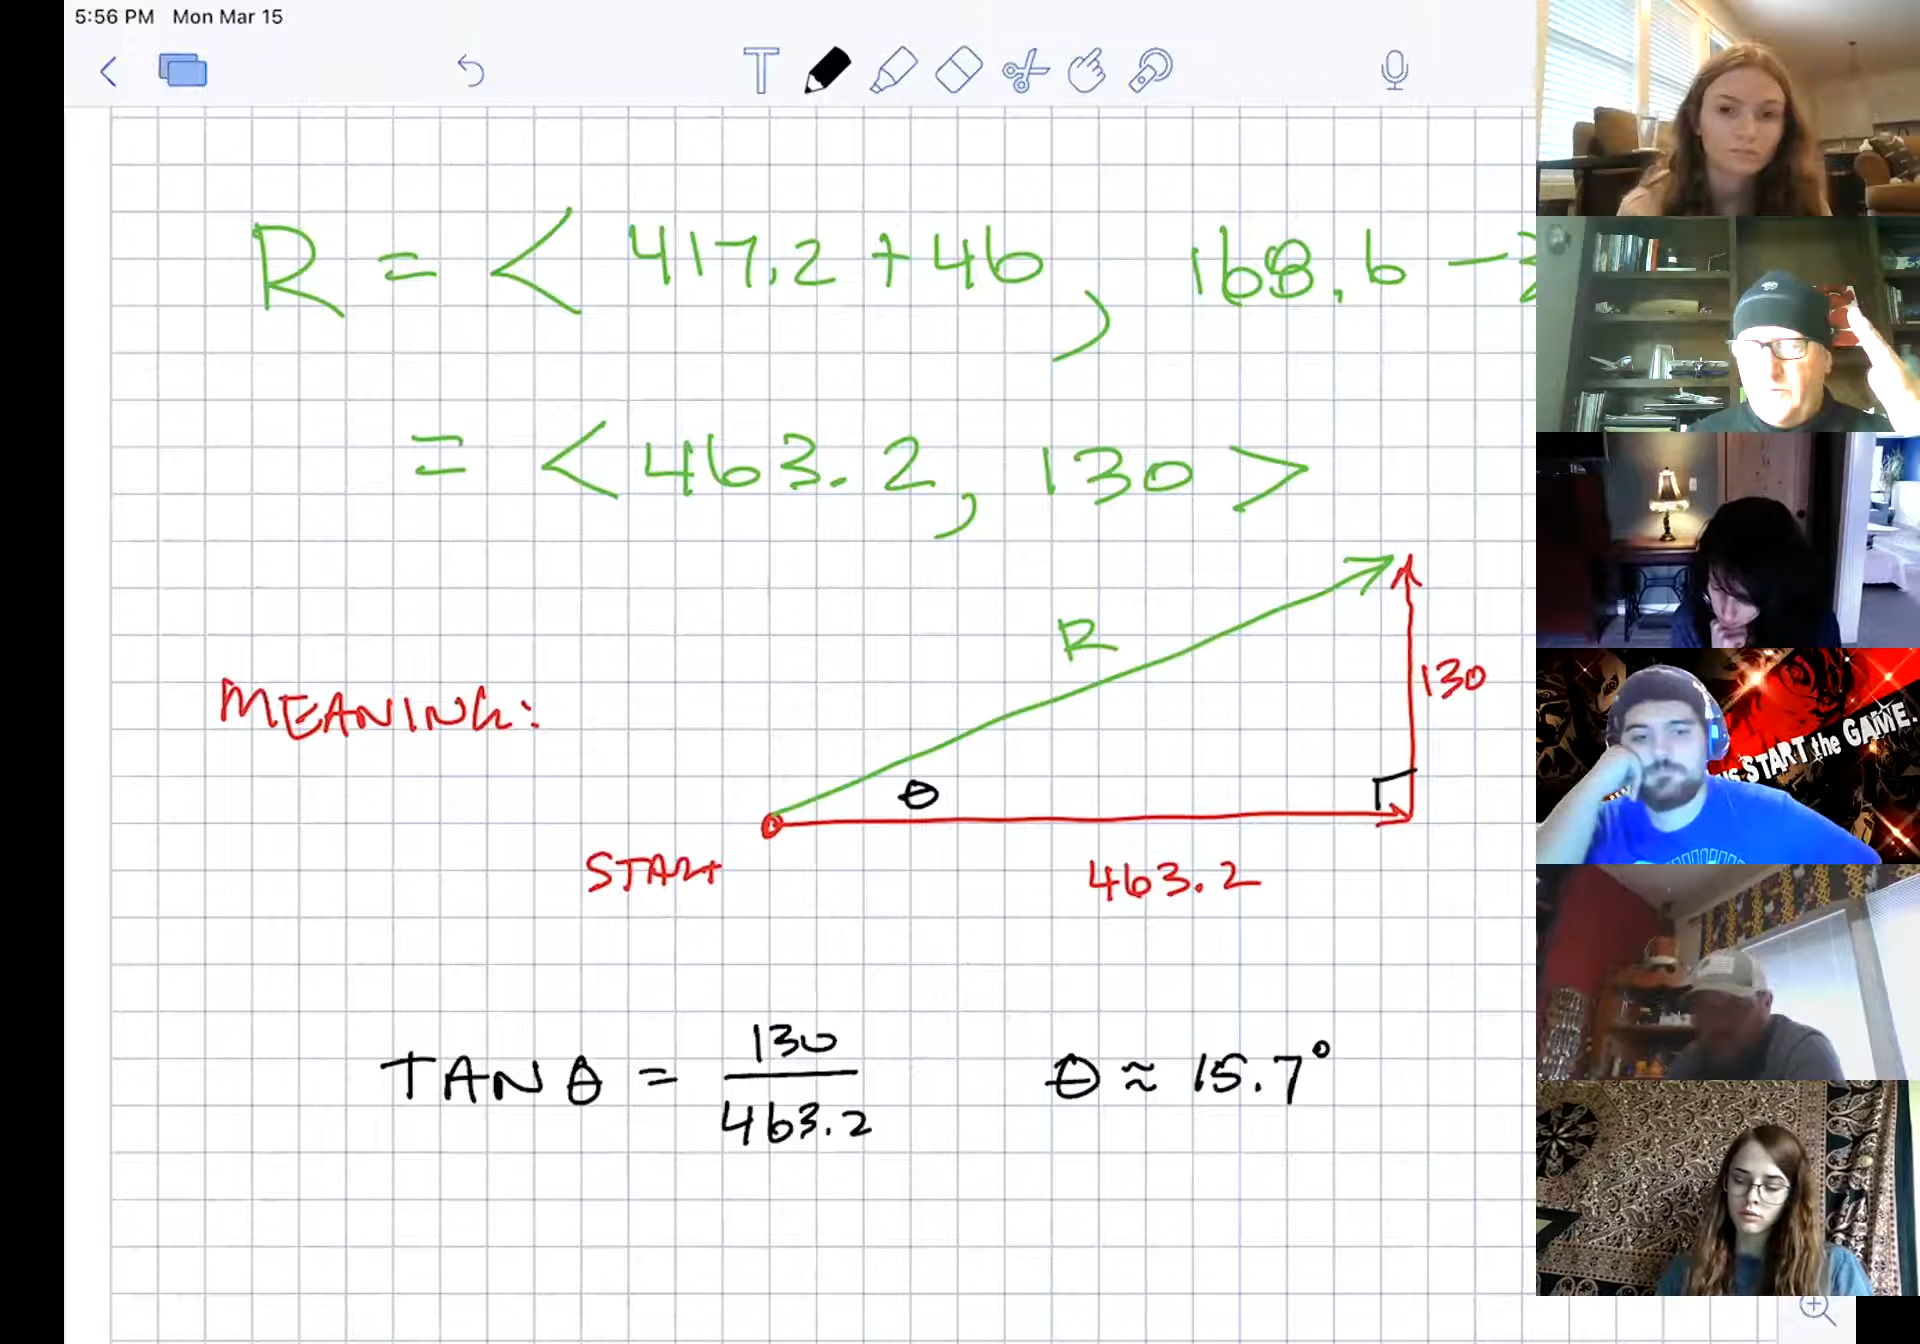 5:56 PM Mon Mar 15
T
R = < 417.2 + 46, 168.6 -
= < 463.2, 130 >
R
130
MEANING:
θ
START
463.2
TAN θ = 130 / 463.2
θ ≈ 15.7°
START the GAME.